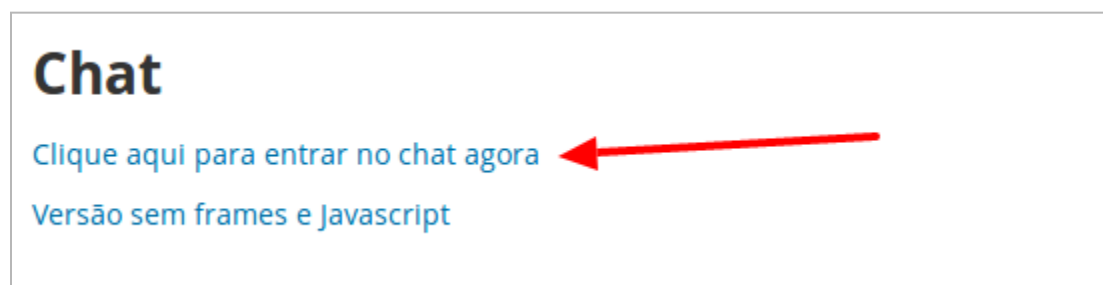 Chat
Clique aqui para entrar no chat agora
Versão sem frames e Javascript